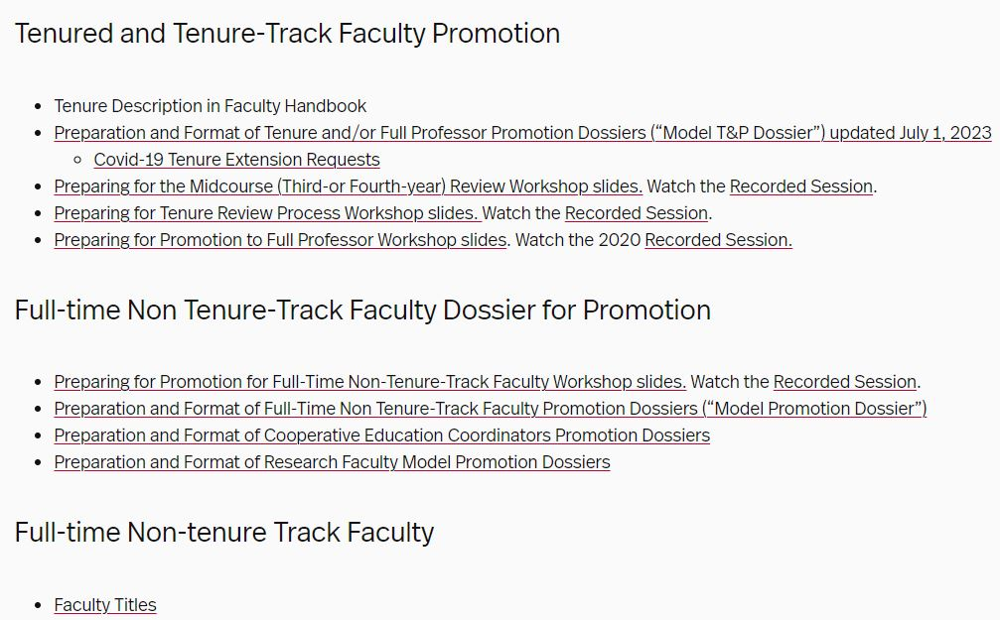 Tenured and Tenure-Track Faculty Promotion
• Tenure Description in Faculty Handbook
• Preparation and Format of Tenure and/or Full Professor Promotion Dossiers (“Model T&P Dossier”) updated July 1, 2023
◦ Covid-19 Tenure Extension Requests
• Preparing for the Midcourse (Third-or Fourth-year) Review Workshop slides. Watch the Recorded Session.
• Preparing for Tenure Review Process Workshop slides. Watch the Recorded Session.
• Preparing for Promotion to Full Professor Workshop slides. Watch the 2020 Recorded Session.
Full-time Non Tenure-Track Faculty Dossier for Promotion
• Preparing for Promotion for Full-Time Non-Tenure-Track Faculty Workshop slides. Watch the Recorded Session.
• Preparation and Format of Full-Time Non Tenure-Track Faculty Promotion Dossiers (“Model Promotion Dossier”)
• Preparation and Format of Cooperative Education Coordinators Promotion Dossiers
• Preparation and Format of Research Faculty Model Promotion Dossiers
Full-time Non-tenure Track Faculty
• Faculty Titles